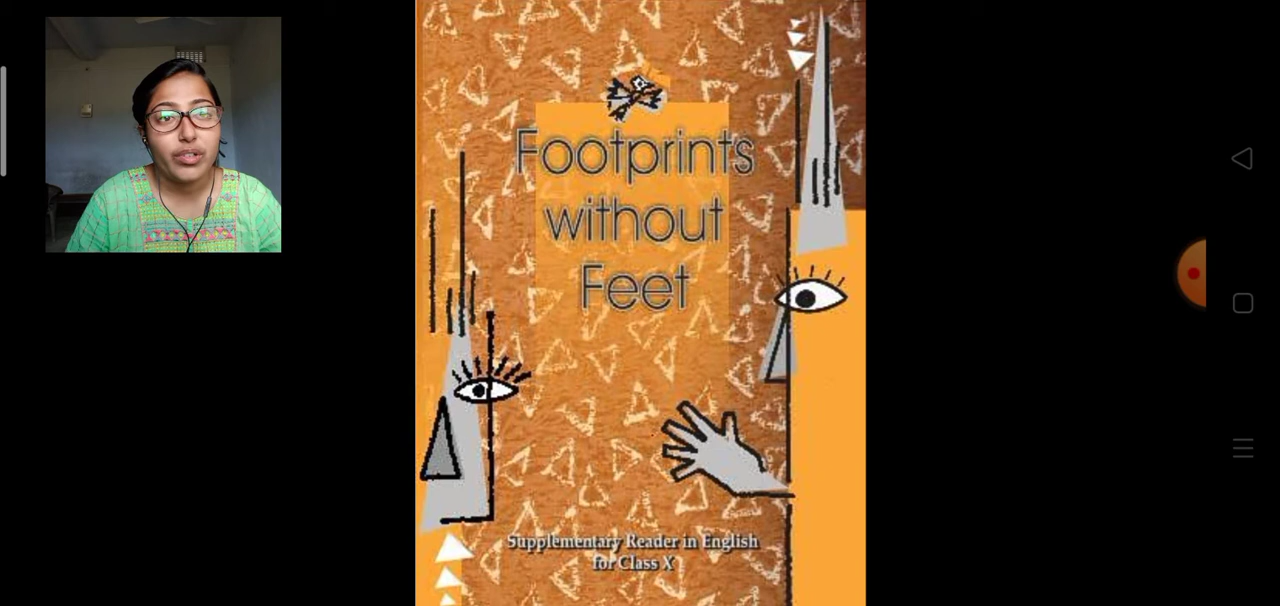 Footprints
without
Feet
Supplementary Reader in English
for Class X